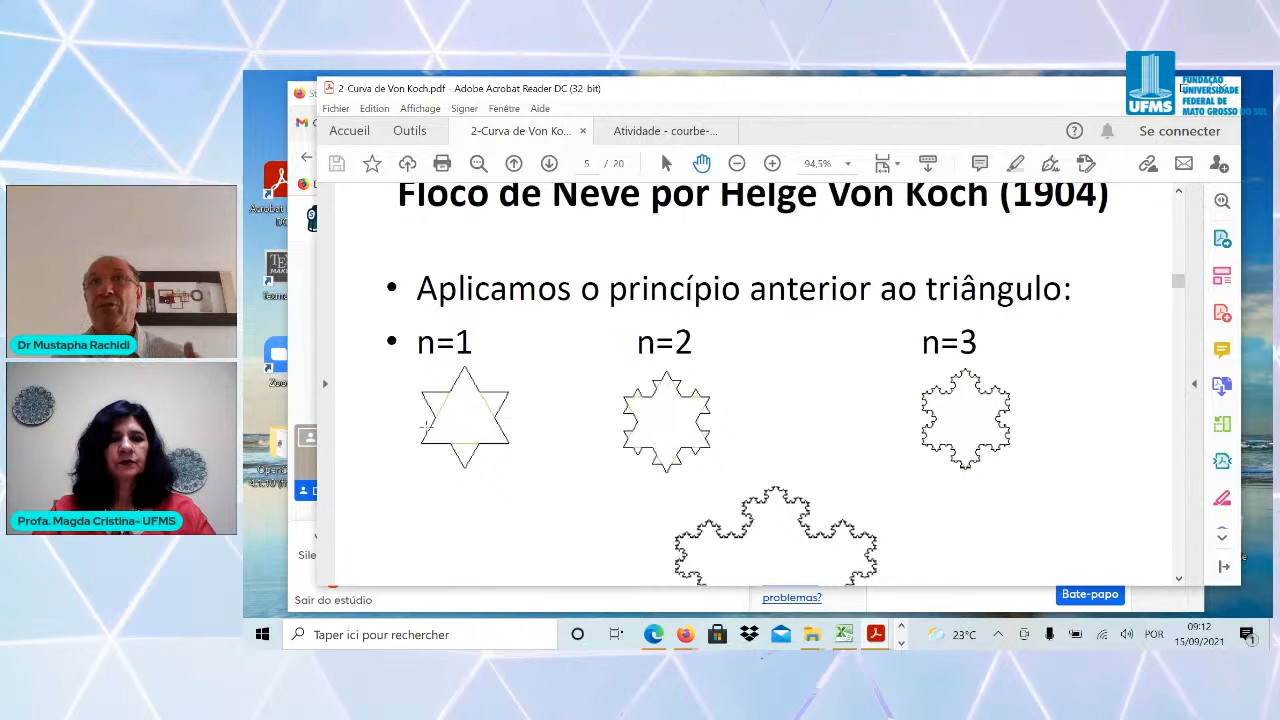 UFMS
FUNDAÇÃO
UNIVERSIDADE
FEDERAL DE
MATO GROSSO DO SUL
2-Curva de Von Koch.pdf - Adobe Acrobat Reader DC (32-bit)
Fichier Edition Affichage Signer Fenêtre Aide
Accueil Outils 2-Curva de Von Ko... × Atividade - courbe-... Se connecter
5 / 20 94,5%
Floco de Neve por Helge Von Koch (1904)
• Aplicamos o princípio anterior ao triângulo:
• n=1 n=2 n=3
Dr Mustapha Rachidi
Profa. Magda Cristina- UFMS
Sile
problemas?
Bate-papo
Sair do estúdio
Taper ici pour rechercher
23°C
POR
09:12
15/09/2021